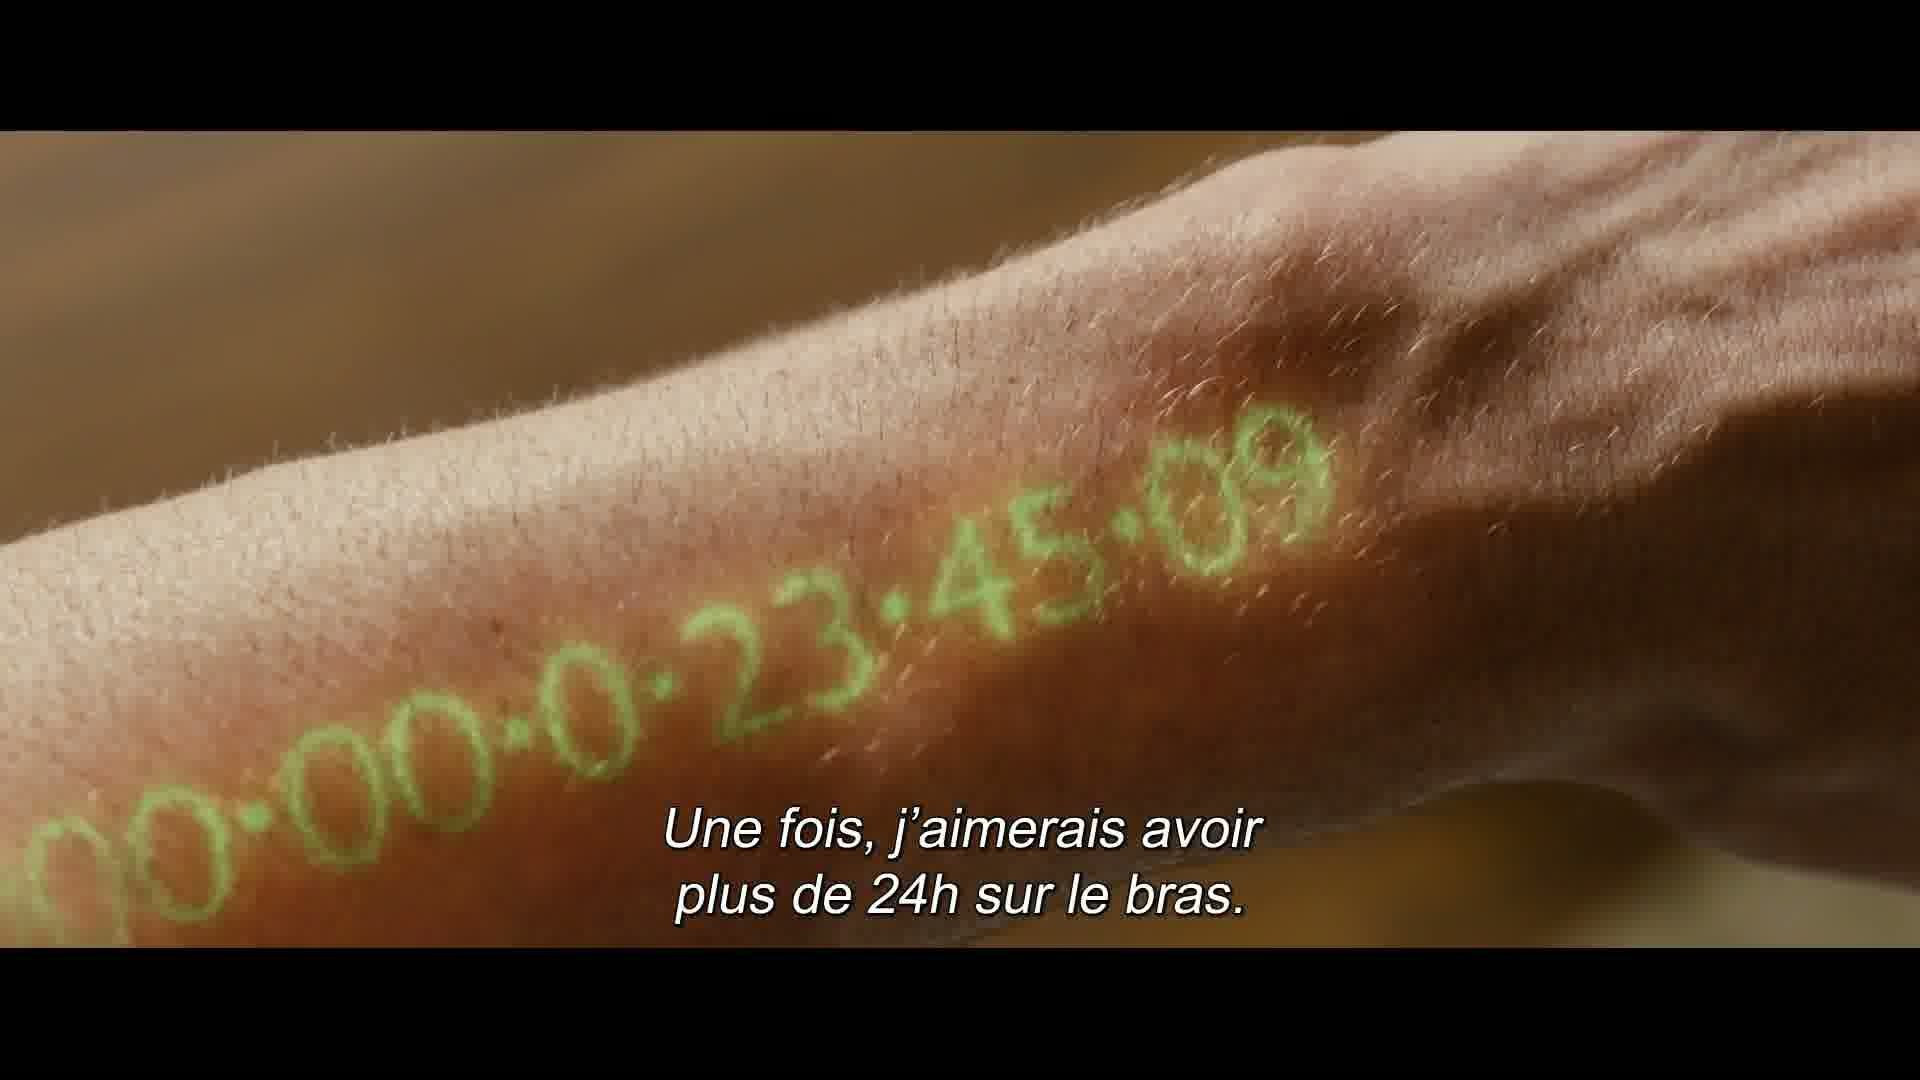 00·00·0·23·45·09
Une fois, j’aimerais avoir
plus de 24h sur le bras.